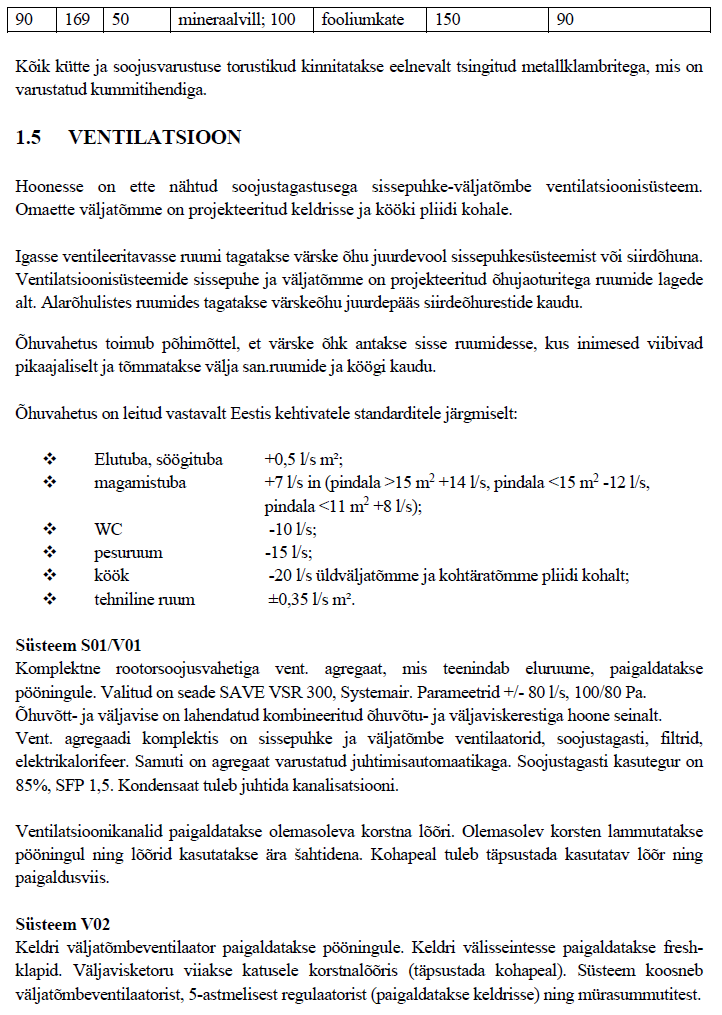 90 169 50 mineraalvill; 100 fooliumkate 150 90
Kõik kütte ja soojusvarustuse torustikud kinnitatakse eelnevalt tsingitud metallklambritega, mis on
varustatud kummitihendiga.
1.5 VENTILATSIOON
Hoonesse on ette nähtud soojustagastusega sissepuhke-väljatõmbe ventilatsioonisüsteem.
Omaette väljatõmme on projekteeritud keldrisse ja kööki pliidi kohale.
Igasse ventileeritavasse ruumi tagatakse värske õhu juurdevool sissepuhkesüsteemist või siirdõhuna.
Ventilatsioonisüsteemide sissepuhe ja väljatõmme on projekteeritud õhujaoturitega ruumide lagede
alt. Alarõhulistes ruumides tagatakse värskeõhu juurdepääs siirdeõhurestide kaudu.
Õhuvahetus toimub põhimõttel, et värske õhk antakse sisse ruumidesse, kus inimesed viibivad
pikaajaliselt ja tõmmatakse välja san.ruumide ja köögi kaudu.
Õhuvahetus on leitud vastavalt Eestis kehtivatele standarditele järgmiselt:
❖ Elutuba, söögituba +0,5 l/s m²;
❖ magamistuba +7 l/s in (pindala >15 m² +14 l/s, pindala <15 m² -12 l/s,
pindala <11 m² +8 l/s);
❖ WC -10 l/s;
❖ pesuruum -15 l/s;
❖ köök -20 l/s üldväljatõmme ja kohtäratõmme pliidi kohalt;
❖ tehniline ruum ±0,35 l/s m².
Süsteem S01/V01
Komplektne rootorsoojusvahetiga vent. agregaat, mis teenindab eluruume, paigaldatakse
pööningule. Valitud on seade SAVE VSR 300, Systemair. Parameetrid +/- 80 l/s, 100/80 Pa.
Õhuvõtt- ja väljavise on lahendatud kombineeritud õhuvõtu- ja väljaviskerestiga hoone seinalt.
Vent. agregaadi komplektis on sissepuhke ja väljatõmbe ventilaatorid, soojustagasti, filtrid,
elektrikalorifeer. Samuti on agregaat varustatud juhtimisautomaatikaga. Soojustagasti kasutegur on
85%, SFP 1,5. Kondensaat tuleb juhtida kanalisatsiooni.
Ventilatsioonikanalid paigaldatakse olemasoleva korstna lõõri. Olemasolev korsten lammutatakse
pööningul ning lõõrid kasutatakse ära šahtidena. Kohapeal tuleb täpsustada kasutatav lõõr ning
paigaldusviis.
Süsteem V02
Keldri väljatõmbeventilaator paigaldatakse pööningule. Keldri välisseintesse paigaldatakse fresh-
klapid. Väljavisketoru viiakse katusele korstnalõõris (täpsustada kohapeal). Süsteem koosneb
väljatõmbeventilaatorist, 5-astmelisest regulaatorist (paigaldatakse keldrisse) ning mürasummutitest.